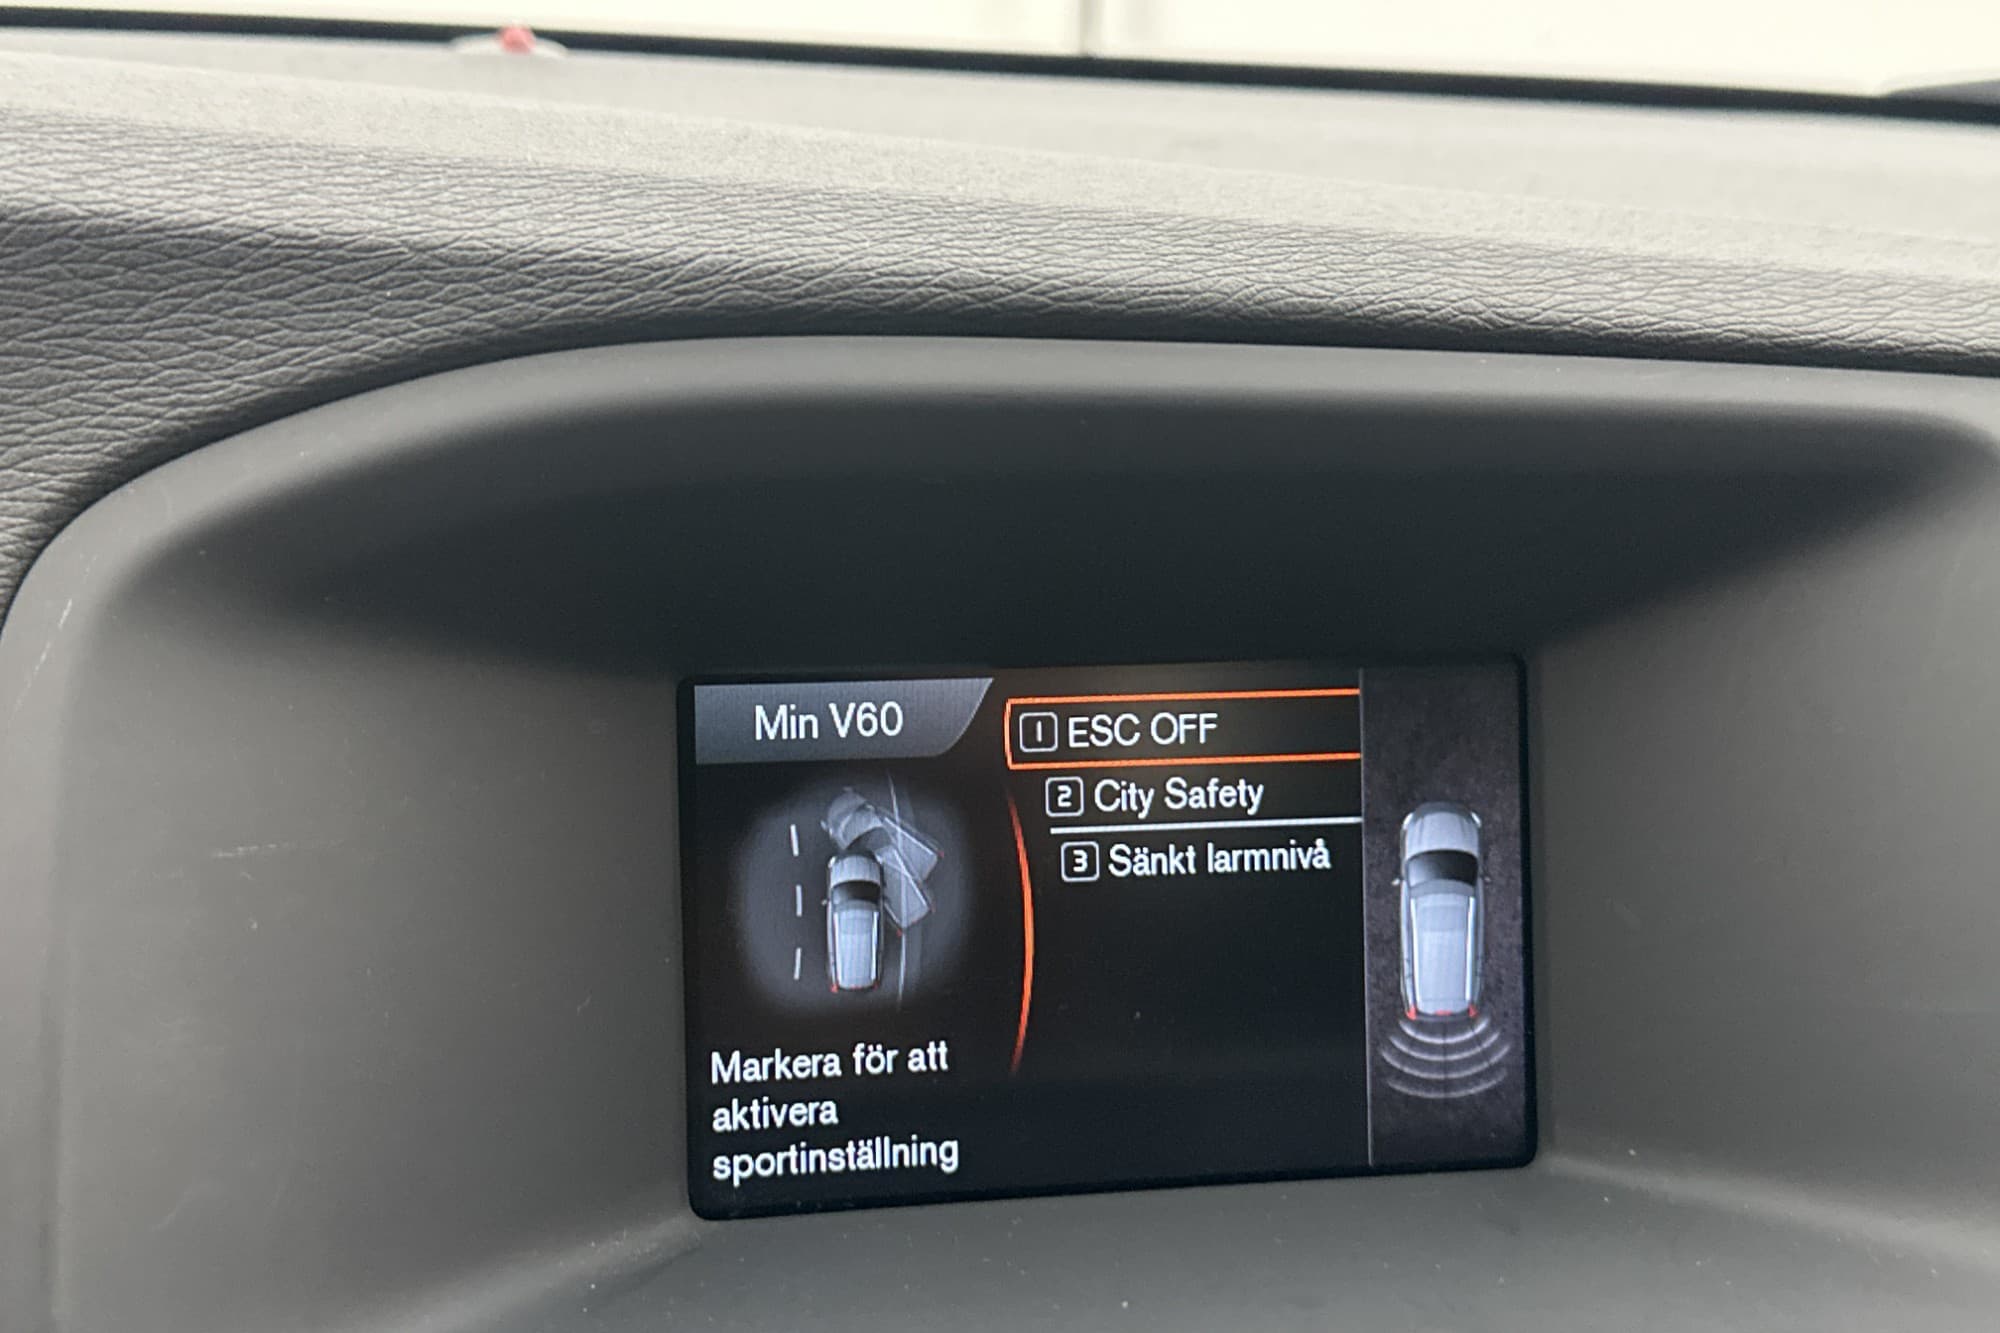 Min V60
1 ESC OFF
2 City Safety
3 Sänkt larmnivå
Markera för att
aktivera
sportinställning